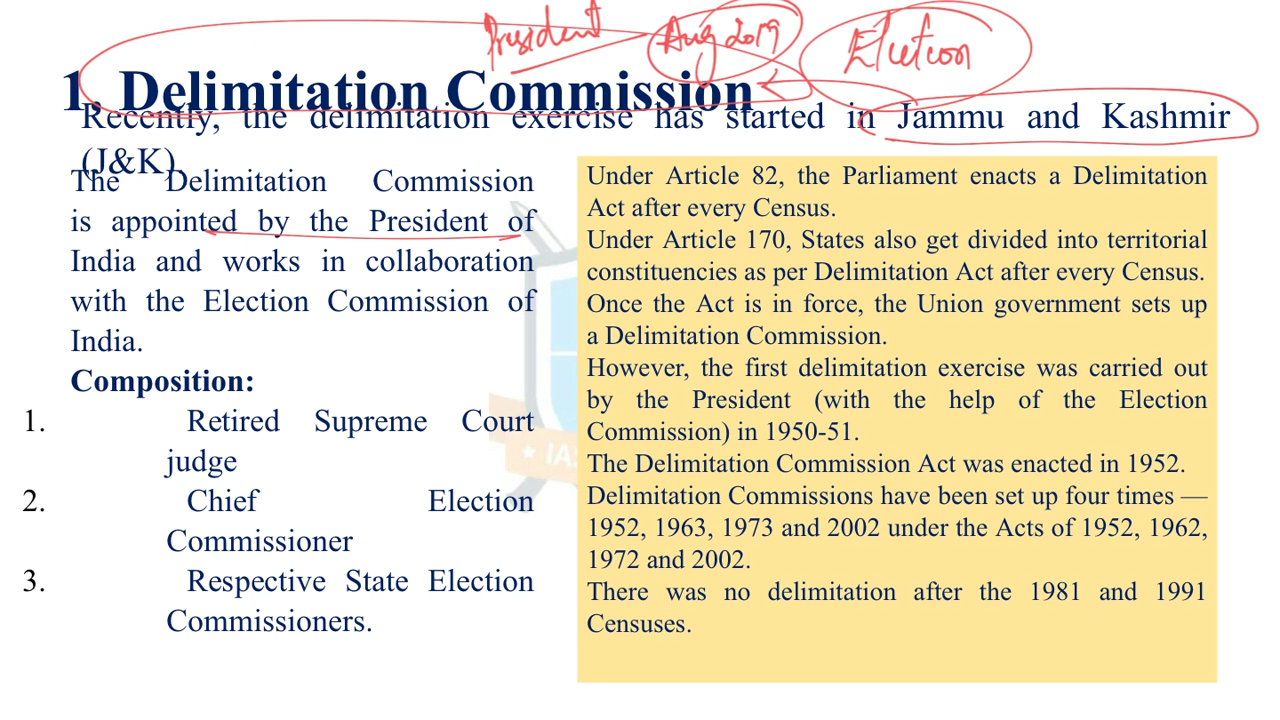 President Aug 2019 Election
1. Delimitation Commission
Recently, the delimitation exercise has started in Jammu and Kashmir
(J&K).
The Delimitation Commission
is appointed by the President of
India and works in collaboration
with the Election Commission of
India.
Composition:
1. Retired Supreme Court
judge
2. Chief Election
Commissioner
3. Respective State Election
Commissioners.
Under Article 82, the Parliament enacts a Delimitation
Act after every Census.
Under Article 170, States also get divided into territorial
constituencies as per Delimitation Act after every Census.
Once the Act is in force, the Union government sets up
a Delimitation Commission.
However, the first delimitation exercise was carried out
by the President (with the help of the Election
Commission) in 1950-51.
The Delimitation Commission Act was enacted in 1952.
Delimitation Commissions have been set up four times —
1952, 1963, 1973 and 2002 under the Acts of 1952, 1962,
1972 and 2002.
There was no delimitation after the 1981 and 1991
Censuses.